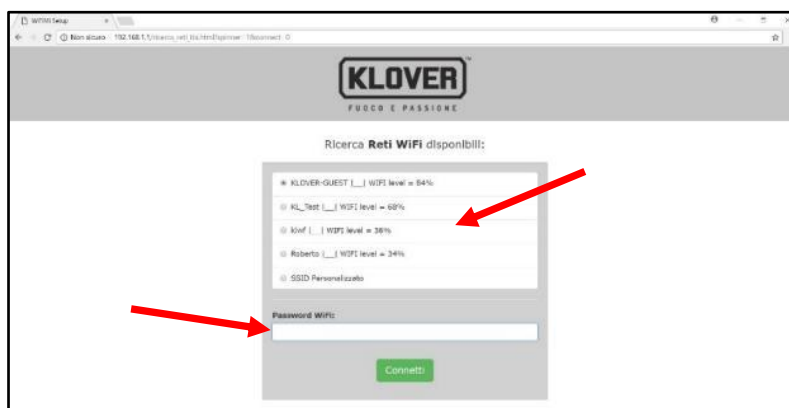 WiFi Setup
Non sicuro
KLOVER
FUOCO E PASSIONE
Ricerca Reti WiFi disponibili:
KLOVER-GUEST |__| WIFI level = 84%
KL_Test |__| WIFI level = 68%
|__| WIFI level = 36%
Roberto |__| WIFI level = 34%
SSID Personalizzato
Password WiFi:
Connetti